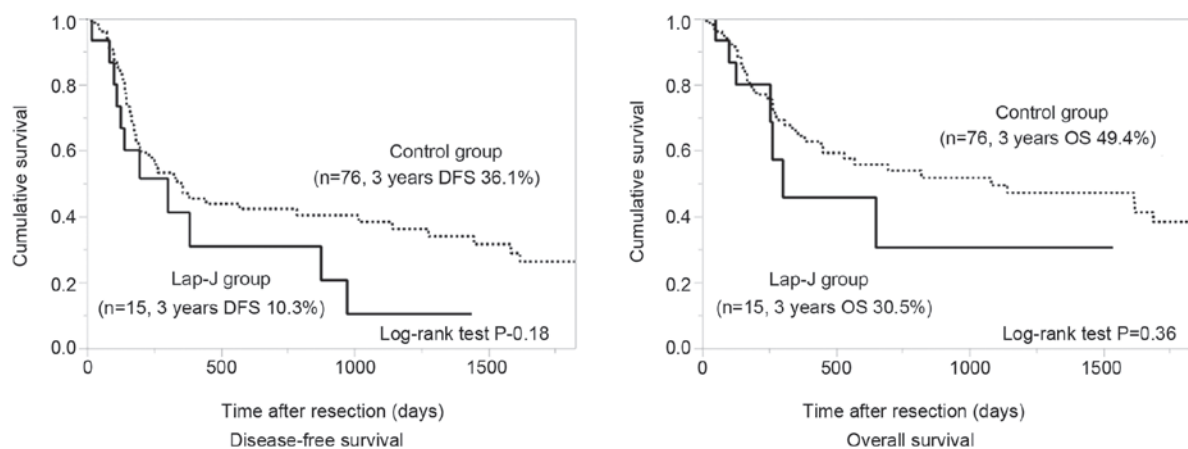 1.0
0.8
0.6
0.4
0.2
0.0
Cumulative survival
Control group
(n=76, 3 years DFS 36.1%)
Lap-J group
(n=15, 3 years DFS 10.3%)
Log-rank test P-0.18
0 500 1000 1500
Time after resection (days)
Disease-free survival
1.0
0.8
0.6
0.4
0.2
0.0
Cumulative survival
Control group
(n=76, 3 years OS 49.4%)
Lap-J group
(n=15, 3 years OS 30.5%)
Log-rank test P=0.36
0 500 1000 1500
Time after resection (days)
Overall survival